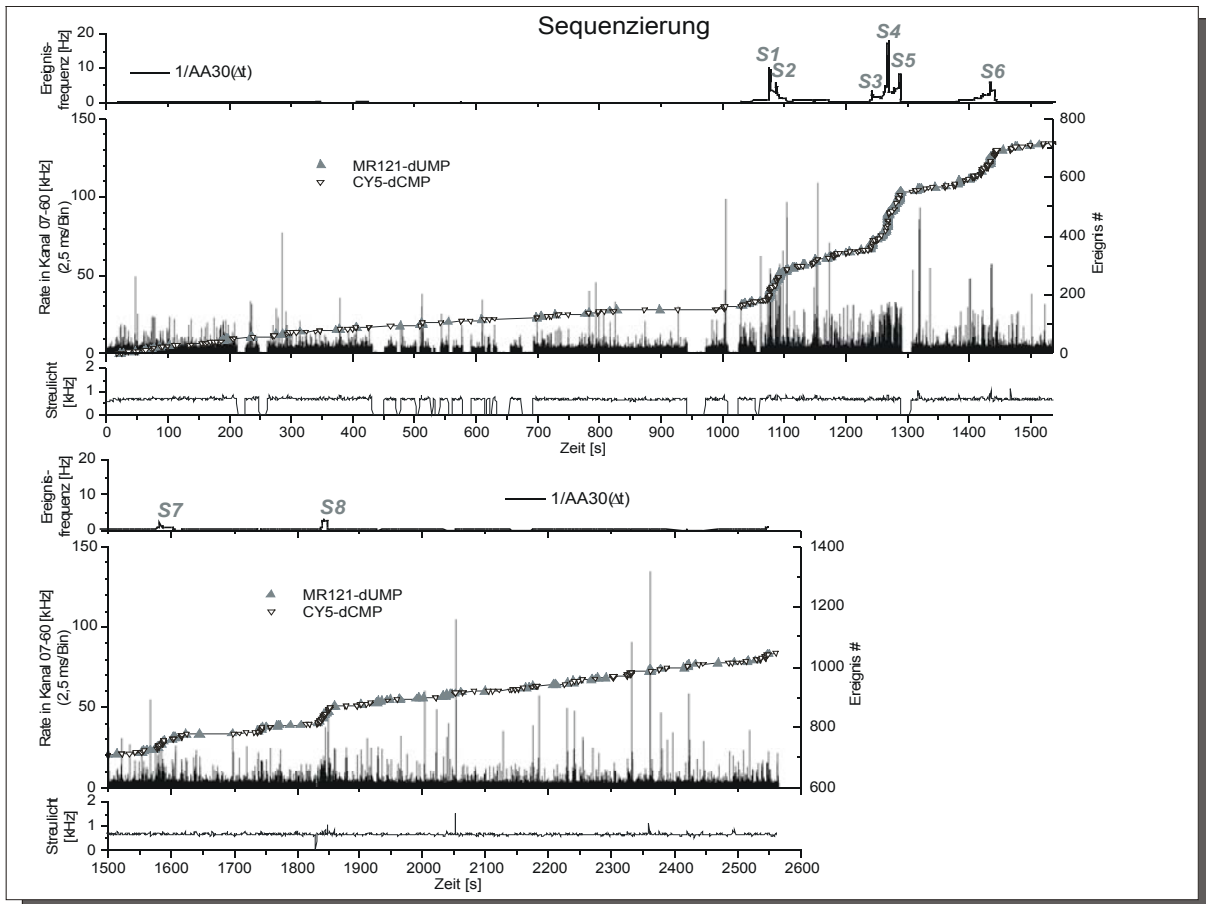 Sequenzierung
Ereignis-
frequenz [Hz]
20
10
0
1/AA30(Δt)
S1
S2
S3
S4
S5
S6
Rate in Kanal 07-60 [kHz]
(2,5 ms/Bin)
150
100
50
0
MR121-dUMP
CY5-dCMP
800
600
400
200
0
Ereignis #
Streulicht
[kHz]
2
1
0
0 100 200 300 400 500 600 700 800 900 1000 1100 1200 1300 1400 1500
Zeit [s]
Ereignis-
frequenz [Hz]
20
10
0
S7
S8
1/AA30(Δt)
Rate in Kanal 07-60 [kHz]
(2,5 ms/Bin)
150
100
50
0
MR121-dUMP
CY5-dCMP
1400
1200
1000
800
600
Ereignis #
Streulicht
[kHz]
2
1
0
1500 1600 1700 1800 1900 2000 2100 2200 2300 2400 2500 2600
Zeit [s]